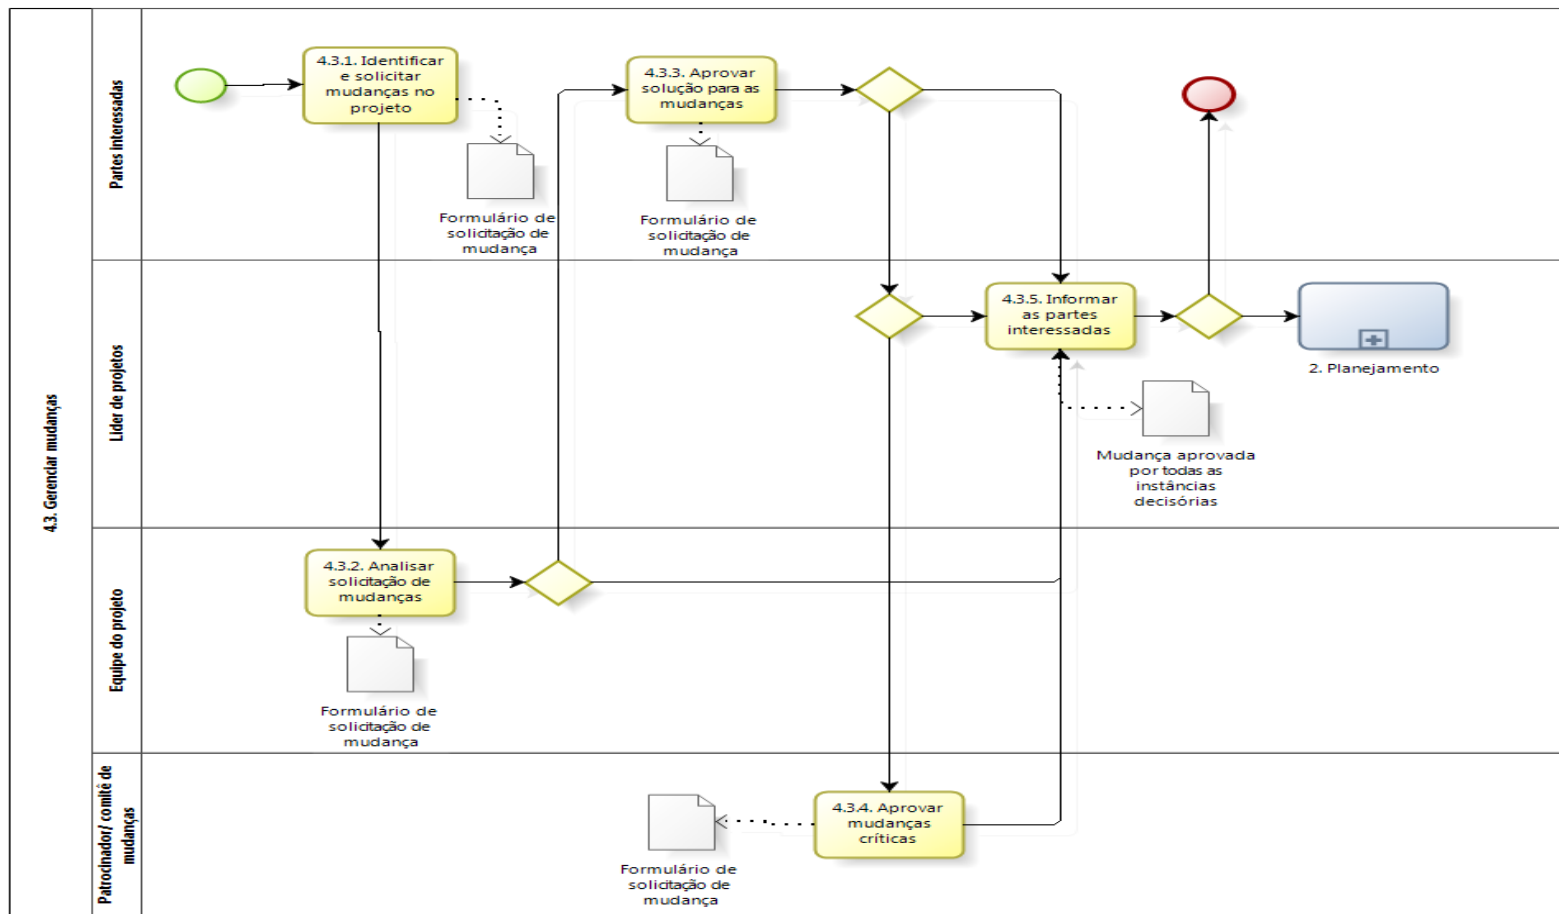 4.3. Gerenciar mudanças
Partes interessadas
4.3.1. Identificar
e solicitar
mudanças no
projeto
Formulário de
solicitação de
mudança
4.3.3. Aprovar
solução para as
mudanças
Formulário de
solicitação de
mudança
Líder de projetos
4.3.5. Informar
as partes
interessadas
2. Planejamento
Mudança aprovada
por todas as
instâncias
decisórias
Equipe do projeto
4.3.2. Analisar
solicitação de
mudanças
Formulário de
solicitação de
mudança
Patrocinador/ comitê de
mudanças
4.3.4. Aprovar
mudanças
críticas
Formulário de
solicitação de
mudança